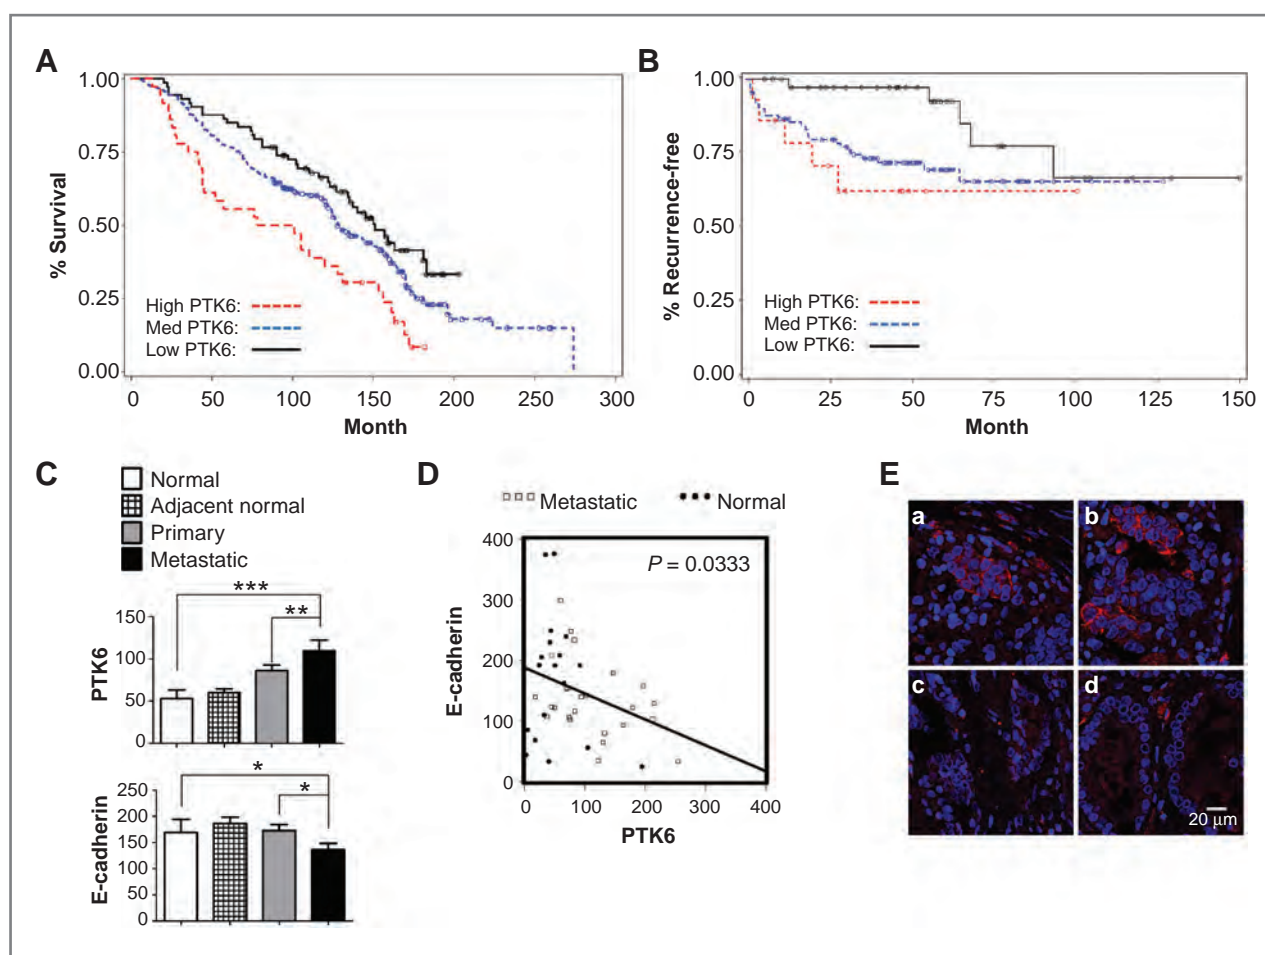 A
1.00
0.75
0.50
0.25
0.00
% Survival
High PTK6:
Med PTK6:
Low PTK6:
0 50 100 150 200 250 300
Month
B
1.00
0.75
0.50
0.25
0.00
% Recurrence-free
High PTK6:
Med PTK6:
Low PTK6:
0 25 50 75 100 125 150
Month
C
Normal
Adjacent normal
Primary
Metastatic
***
**
150
100
50
0
PTK6
*
*
250
200
150
100
50
0
E-cadherin
D
Metastatic Normal
P = 0.0333
400
300
200
100
0
E-cadherin
0 100 200 300 400
PTK6
E
a
b
c
d
20 μm